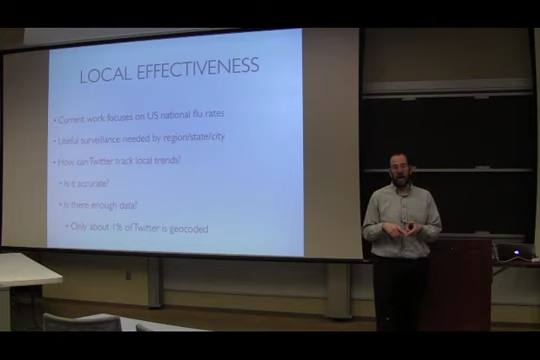 LOCAL EFFECTIVENESS
• Current work focuses on US national flu rates
• Useful surveillance needed by region/state/city
• How can Twitter track local trends?
• Is it accurate?
• Is there enough data?
• Only about 1% of Twitter is geocoded